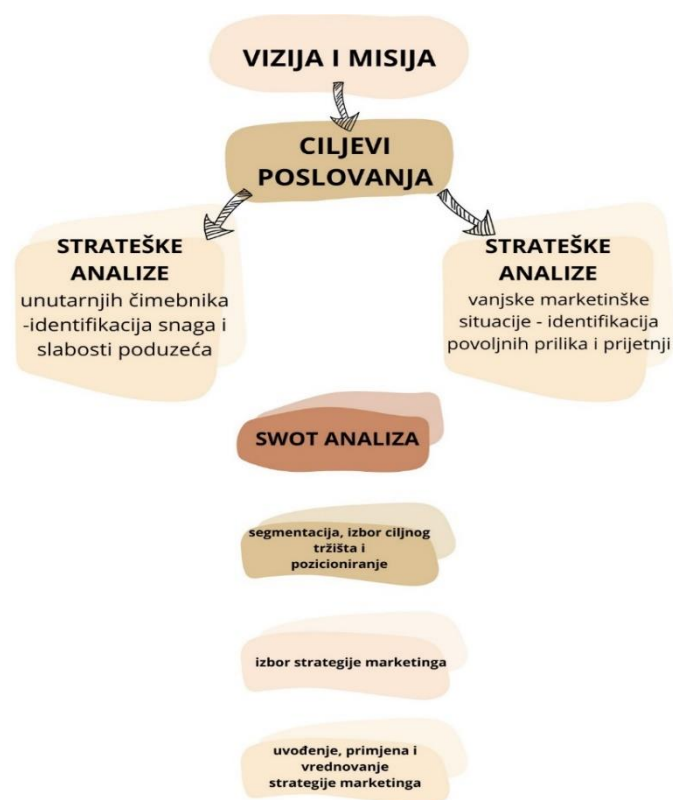 VIZIJA I MISIJA
CILJEVI
POSLOVANJA
STRATEŠKE
ANALIZE
unutarnjih čimebnika
-identifikacija snaga i
slabosti poduzeća
STRATEŠKE
ANALIZE
vanjske marketinške
situacije - identifikacija
povoljnih prilika i prijetnji
SWOT ANALIZA
segmentacija, izbor ciljnog
tržišta i
pozicioniranje
izbor strategije marketinga
uvođenje, primjena i
vrednovanje
strategije marketinga